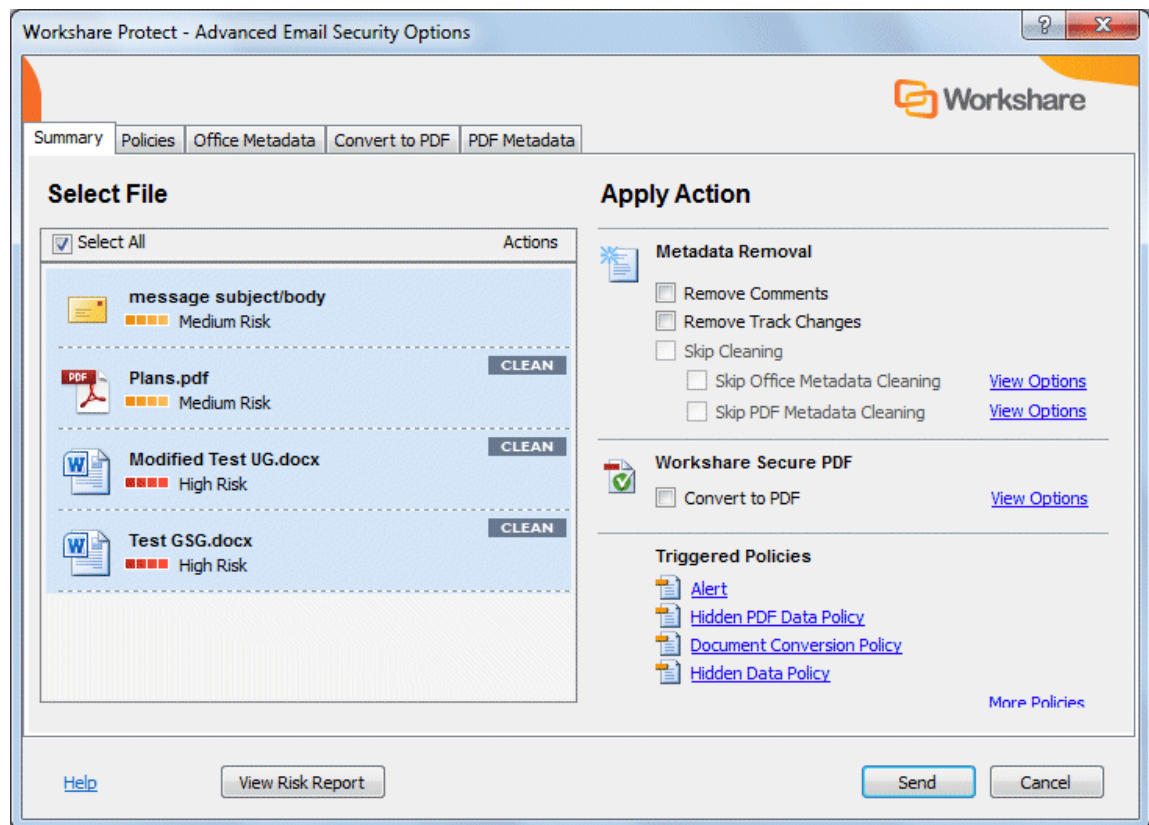 Workshare Protect - Advanced Email Security Options
Workshare
Summary Policies Office Metadata Convert to PDF PDF Metadata
Select File
Select All Actions
message subject/body
Medium Risk
CLEAN
Plans.pdf
Medium Risk
CLEAN
Modified Test UG.docx
High Risk
CLEAN
Test GSG.docx
High Risk
Apply Action
Metadata Removal
Remove Comments
Remove Track Changes
Skip Cleaning
Skip Office Metadata Cleaning View Options
Skip PDF Metadata Cleaning View Options
Workshare Secure PDF
Convert to PDF View Options
Triggered Policies
Alert
Hidden PDF Data Policy
Document Conversion Policy
Hidden Data Policy
More Policies
Help View Risk Report Send Cancel